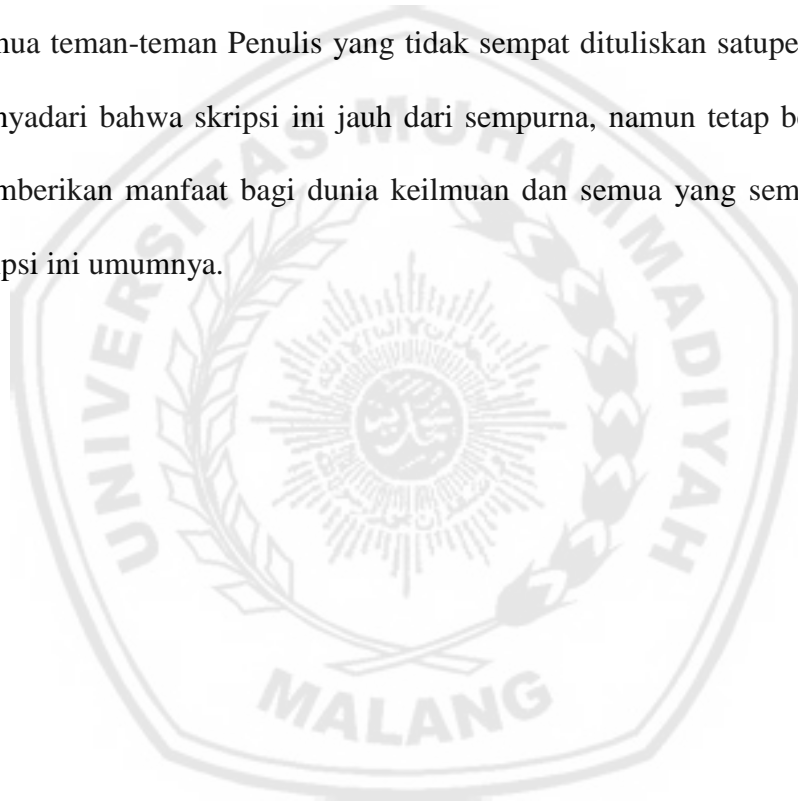 nua teman-teman Penulis yang tidak sempat dituliskan satupe
nyadari bahwa skripsi ini jauh dari sempurna, namun tetap be
mberikan manfaat bagi dunia keilmuan dan semua yang sem
psi ini umumnya.
UNIVERSITAS MUHAMMADIYAH
MALANG